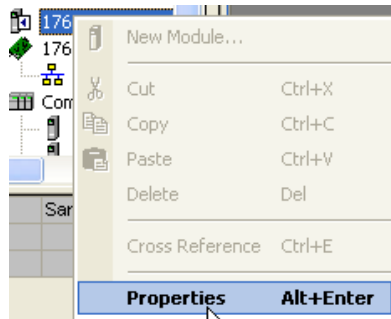 176
176
Com
Sar
New Module...
Cut Ctrl+X
Copy Ctrl+C
Paste Ctrl+V
Delete Del
Cross Reference Ctrl+E
Properties Alt+Enter